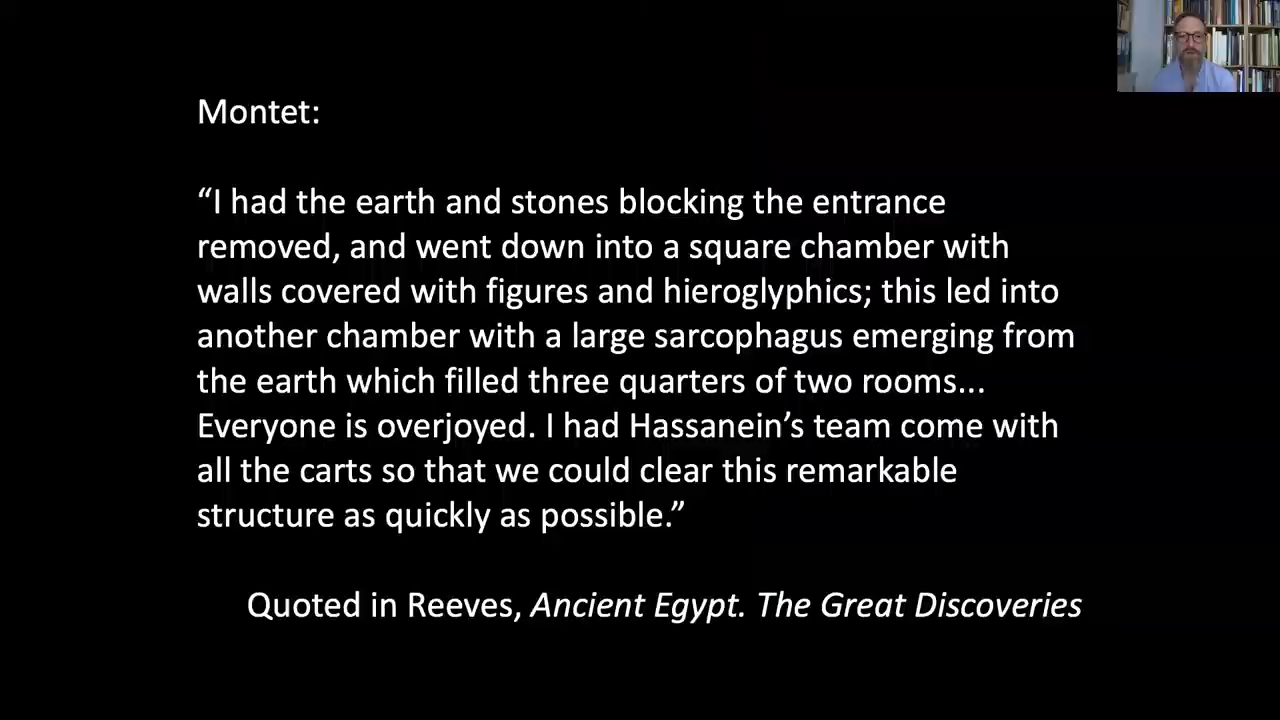 Montet:
“I had the earth and stones blocking the entrance
removed, and went down into a square chamber with
walls covered with figures and hieroglyphics; this led into
another chamber with a large sarcophagus emerging from
the earth which filled three quarters of two rooms...
Everyone is overjoyed. I had Hassanein’s team come with
all the carts so that we could clear this remarkable
structure as quickly as possible.”
Quoted in Reeves, Ancient Egypt. The Great Discoveries